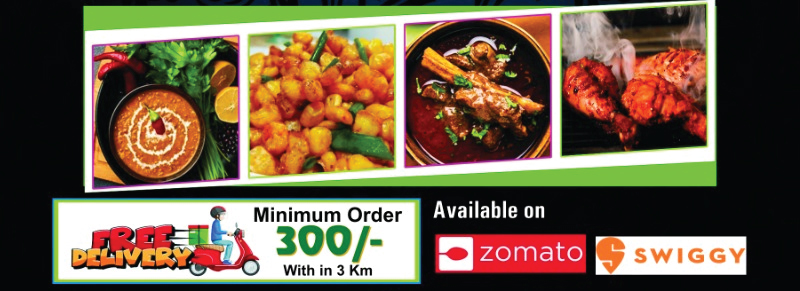 FREE
DELIVERY
Minimum Order
300/-
With in 3 Km
Available on
zomato
SWIGGY